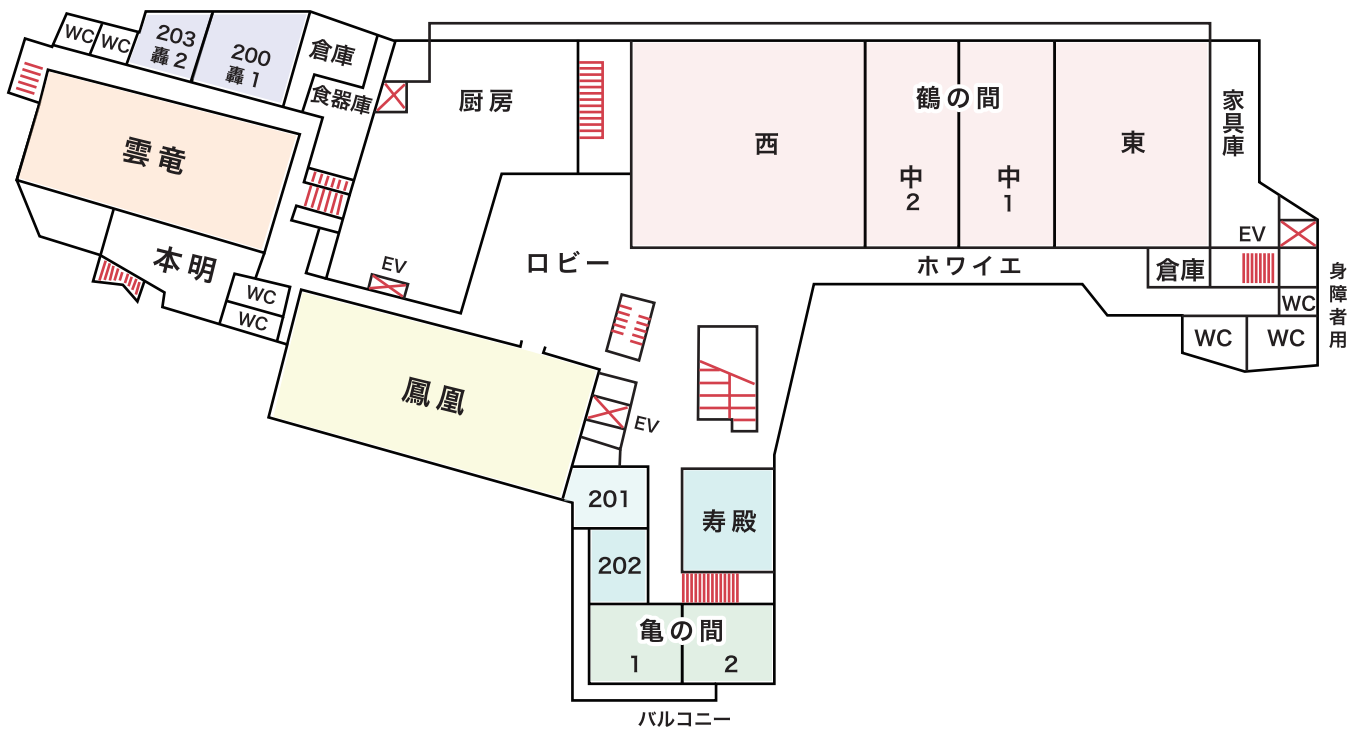 WC
WC
203
轟2
200
轟1
倉庫
食器庫
雲竜
本明
WC
WC
厨房
EV
ロビー
鳳凰
EV
西
鶴の間
中
2
中
1
東
家具庫
EV
ホワイエ
倉庫
WC
WC
WC
身障者用
201
202
寿殿
亀の間
1
2
バルコニー